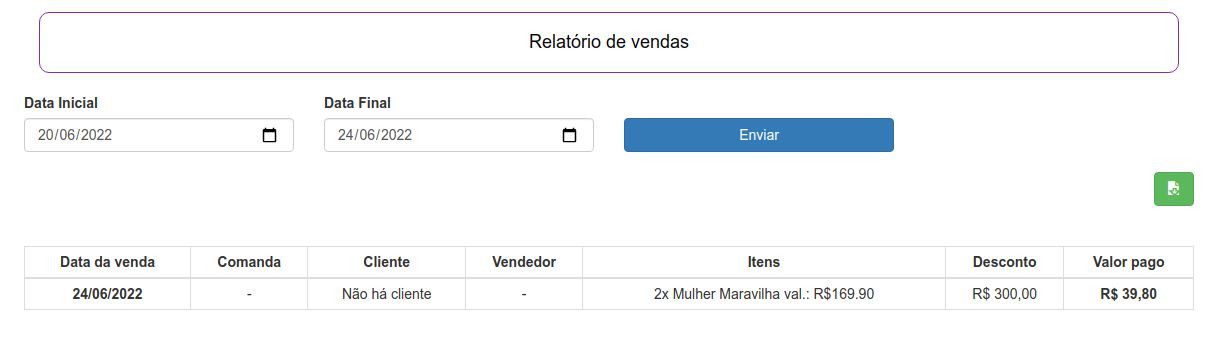 Relatório de vendas
Data Inicial Data Final
20/06/2022 24/06/2022 Enviar
Data da venda Comanda Cliente Vendedor Itens Desconto Valor pago
24/06/2022 - Não há cliente - 2x Mulher Maravilha val.: R$169.90 R$ 300,00 R$ 39,80